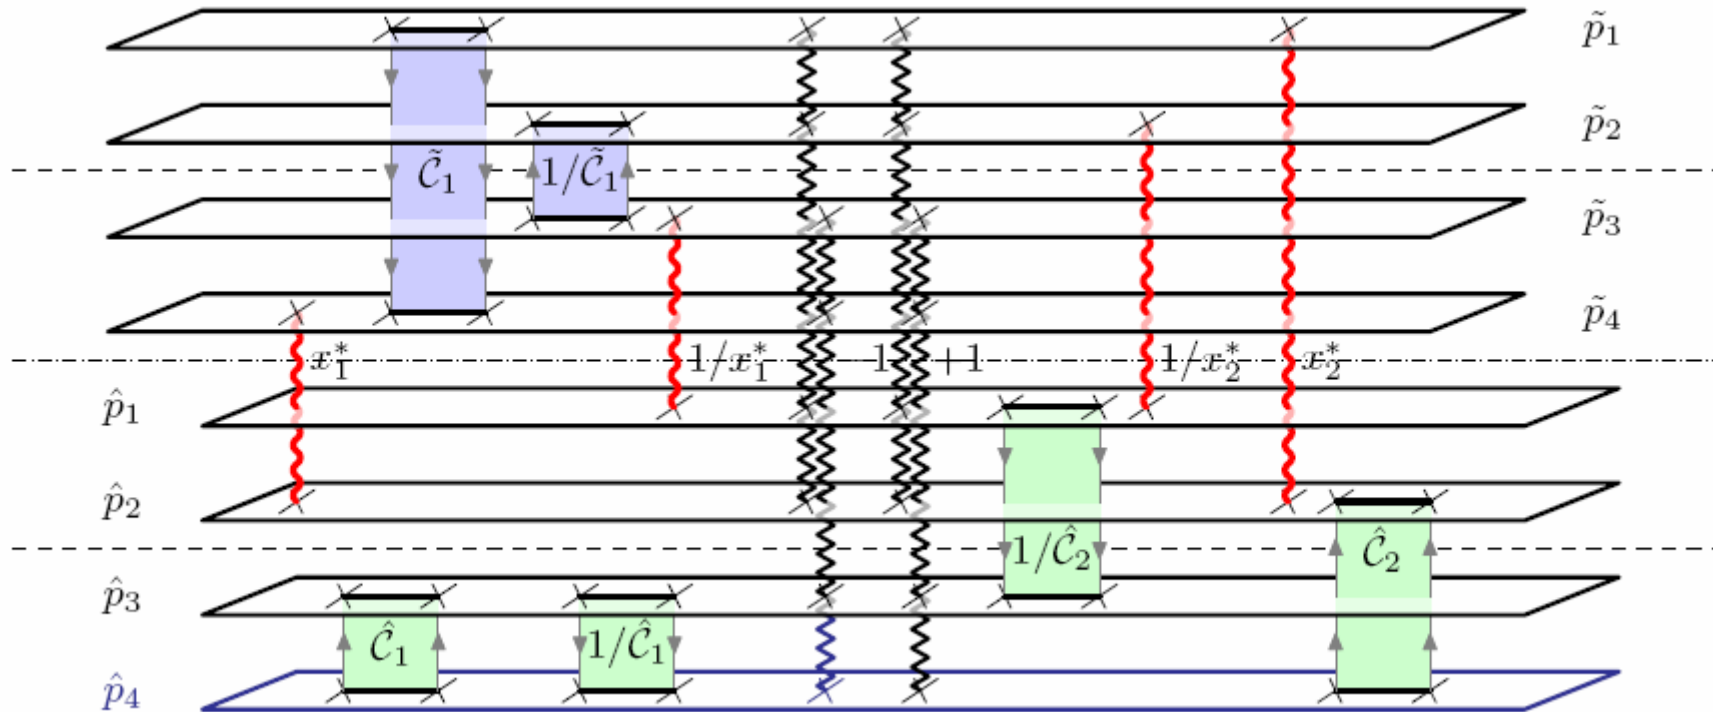 p̃₁
p̃₂
C̃₁ 1/C̃₁
p̃₃
p̃₄
x₁* 1/x₁* −1 +1 1/x₂* x₂*
p̂₁
p̂₂
1/Ĉ₂ Ĉ₂
p̂₃
Ĉ₁ 1/Ĉ₁
p̂₄